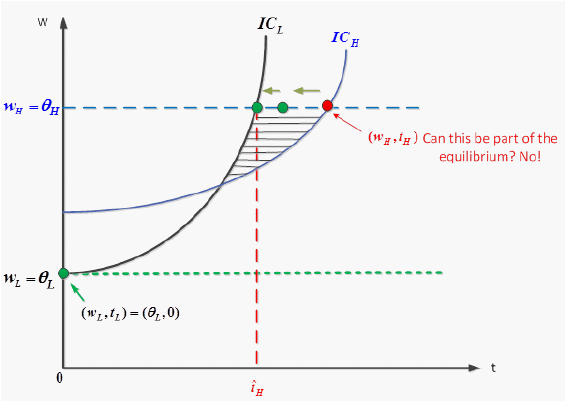 w
IC_L
IC_H
w_H = θ_H
(w_H, t_H) Can this be part of the
equilibrium? No!
w_L = θ_L
(w_L, t_L) = (θ_L, 0)
0
t
t̂_H